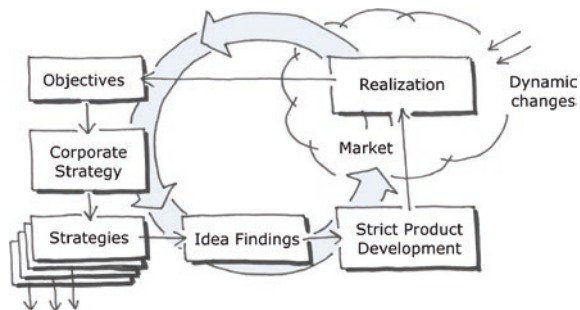 Objectives
Realization
Dynamic
changes
Corporate
Strategy
Market
Strategies
Idea Findings
Strict Product
Development